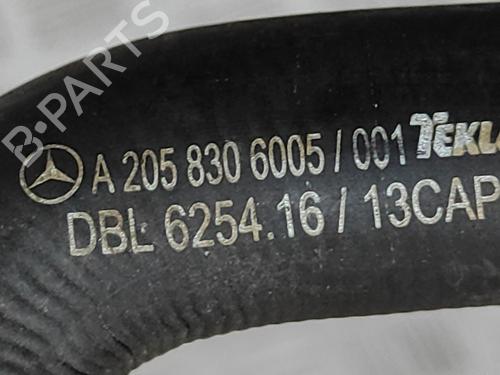 B-PARTS
A 205 830 6005 / 001
DBL 6254.16 / 13CAP